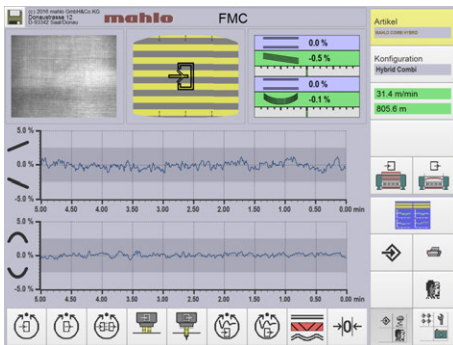 (c) 2016 mahlo GmbH&Co KG
Donaustrasse 12
D-93342 Saal/Donau
mahlo
FMC
Artikel
MAHLO COMBI HYBRID
Konfiguration
Hybrid Combi
31.4 m/min
805.6 m
0.0 %
-0.5 %
0.0 %
-0.1 %
5.0 %
0.0 %
-5.0 %
5.00 4.50 4.00 3.50 3.00 2.50 2.00 1.50 1.00 0.50 0.00 min
5.0 %
0.0 %
-5.0 %
5.00 4.50 4.00 3.50 3.00 2.50 2.00 1.50 1.00 0.50 0.00 min
0